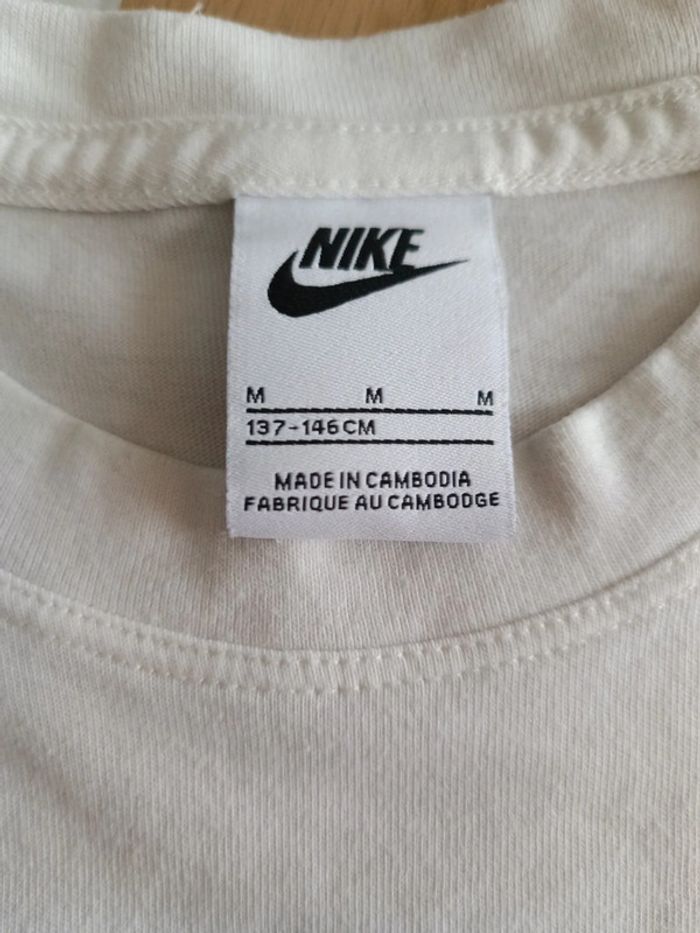 NIKE
M M M
137-146CM
MADE IN CAMBODIA
FABRIQUE AU CAMBODGE